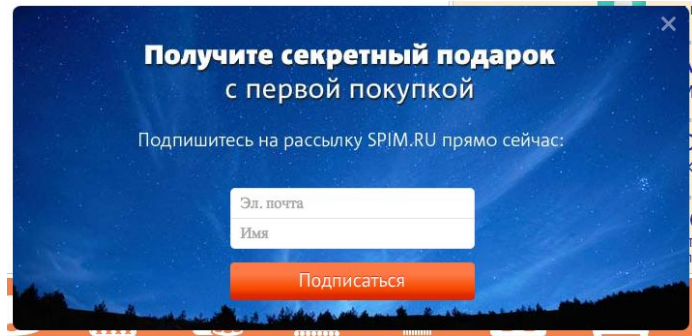 Получите секретный подарок
с первой покупкой
Подпишитесь на рассылку SPIM.RU прямо сейчас:
Эл. почта
Имя
Подписаться